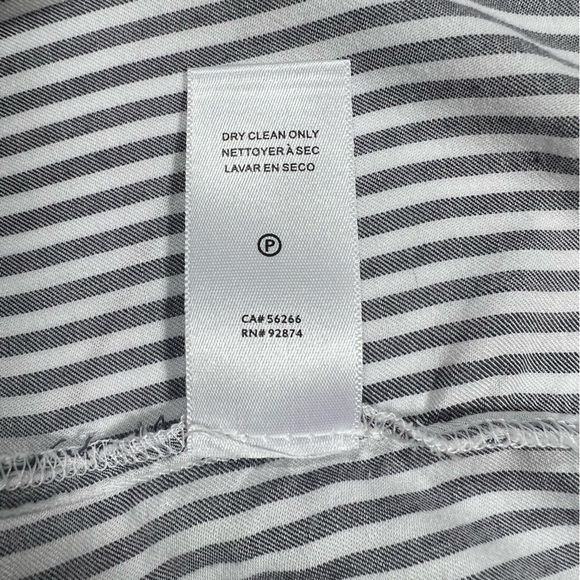 DRY CLEAN ONLY
NETTOYER À SEC
LAVAR EN SECO
P
CA# 56266
RN# 92874